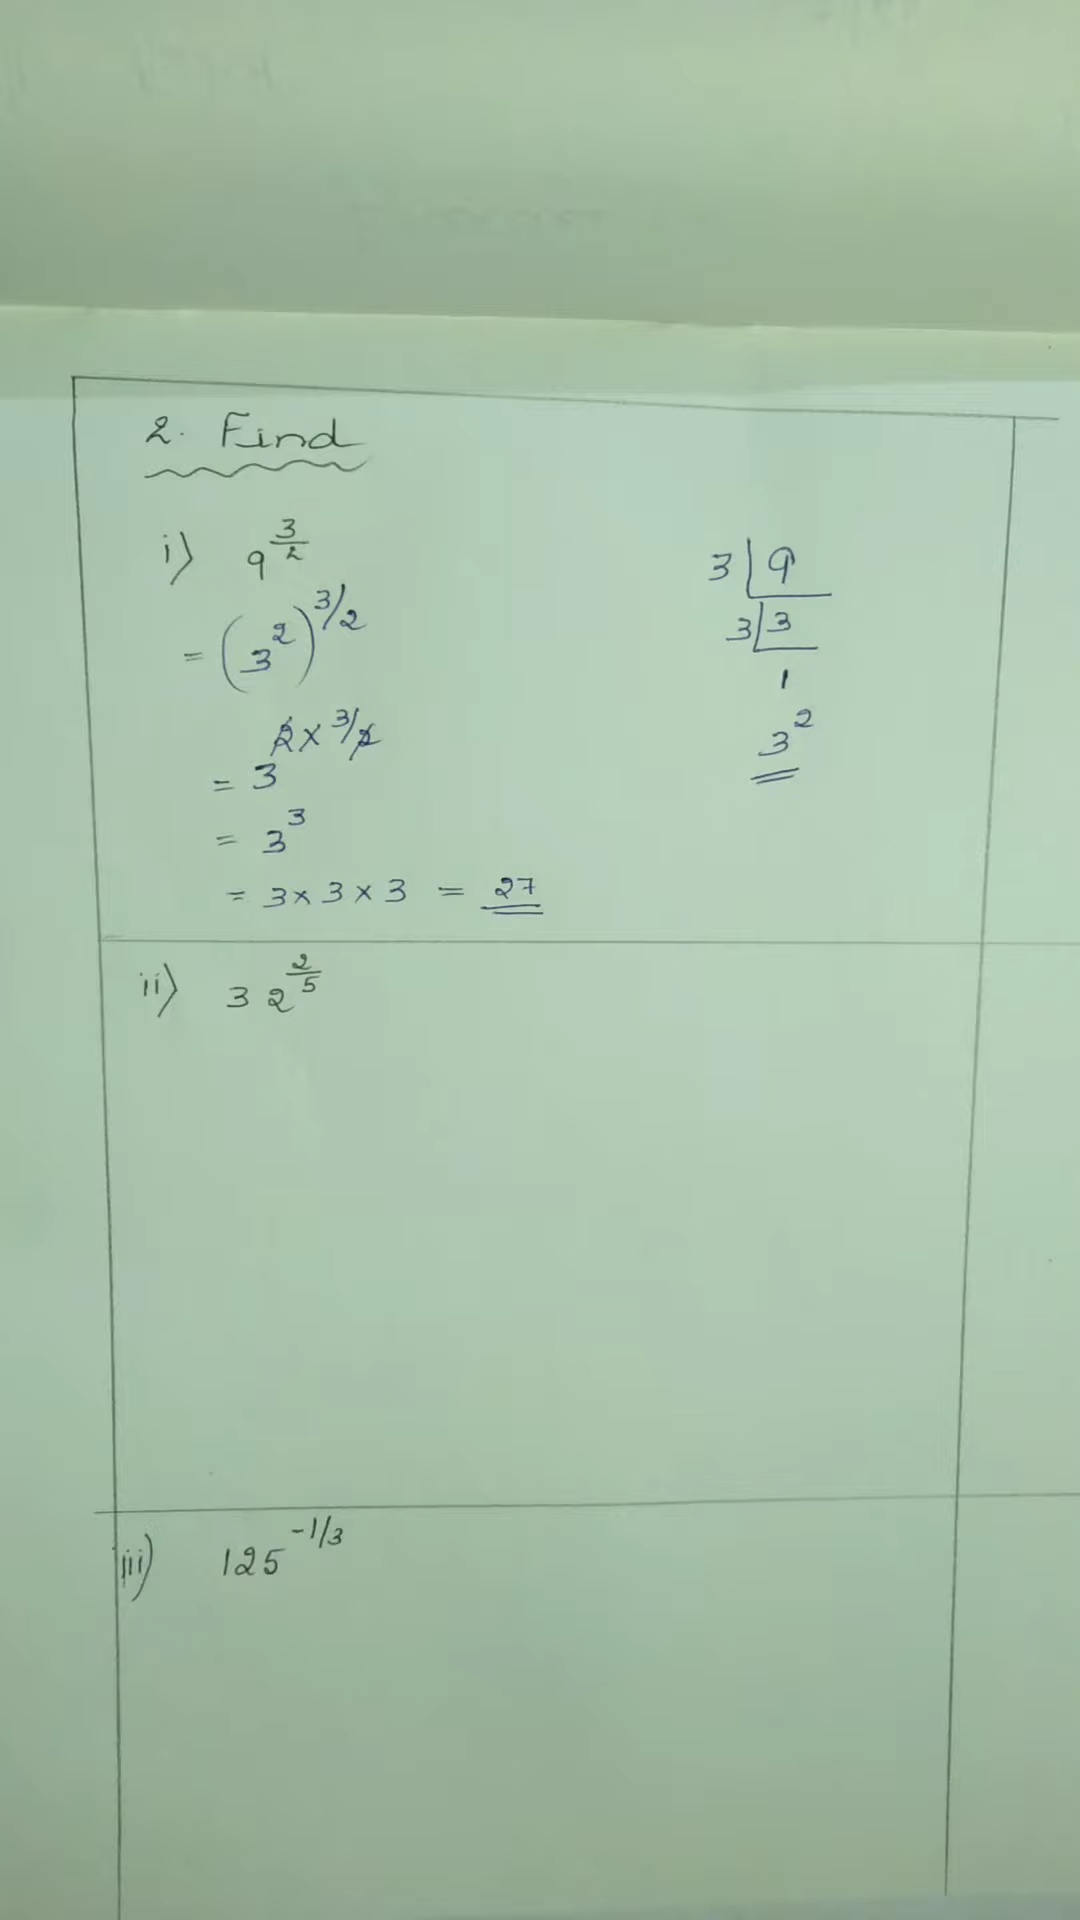 2. Find
i) 9^(3/2)
= (3^2)^(3/2)
= 3^(2×3/2)
= 3^3
= 3×3×3 = 27
3 | 9
3 | 3
1
3^2
ii) 32^(2/5)
iii) 125^(-1/3)